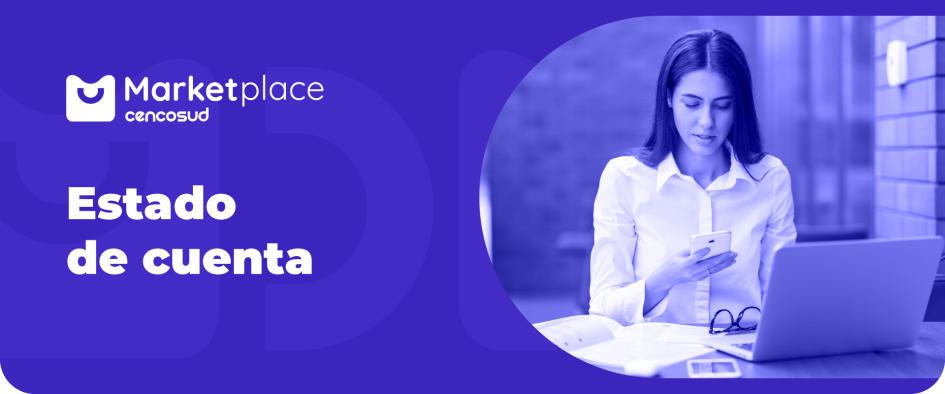 Marketplace
cencosud
Estado
de cuenta